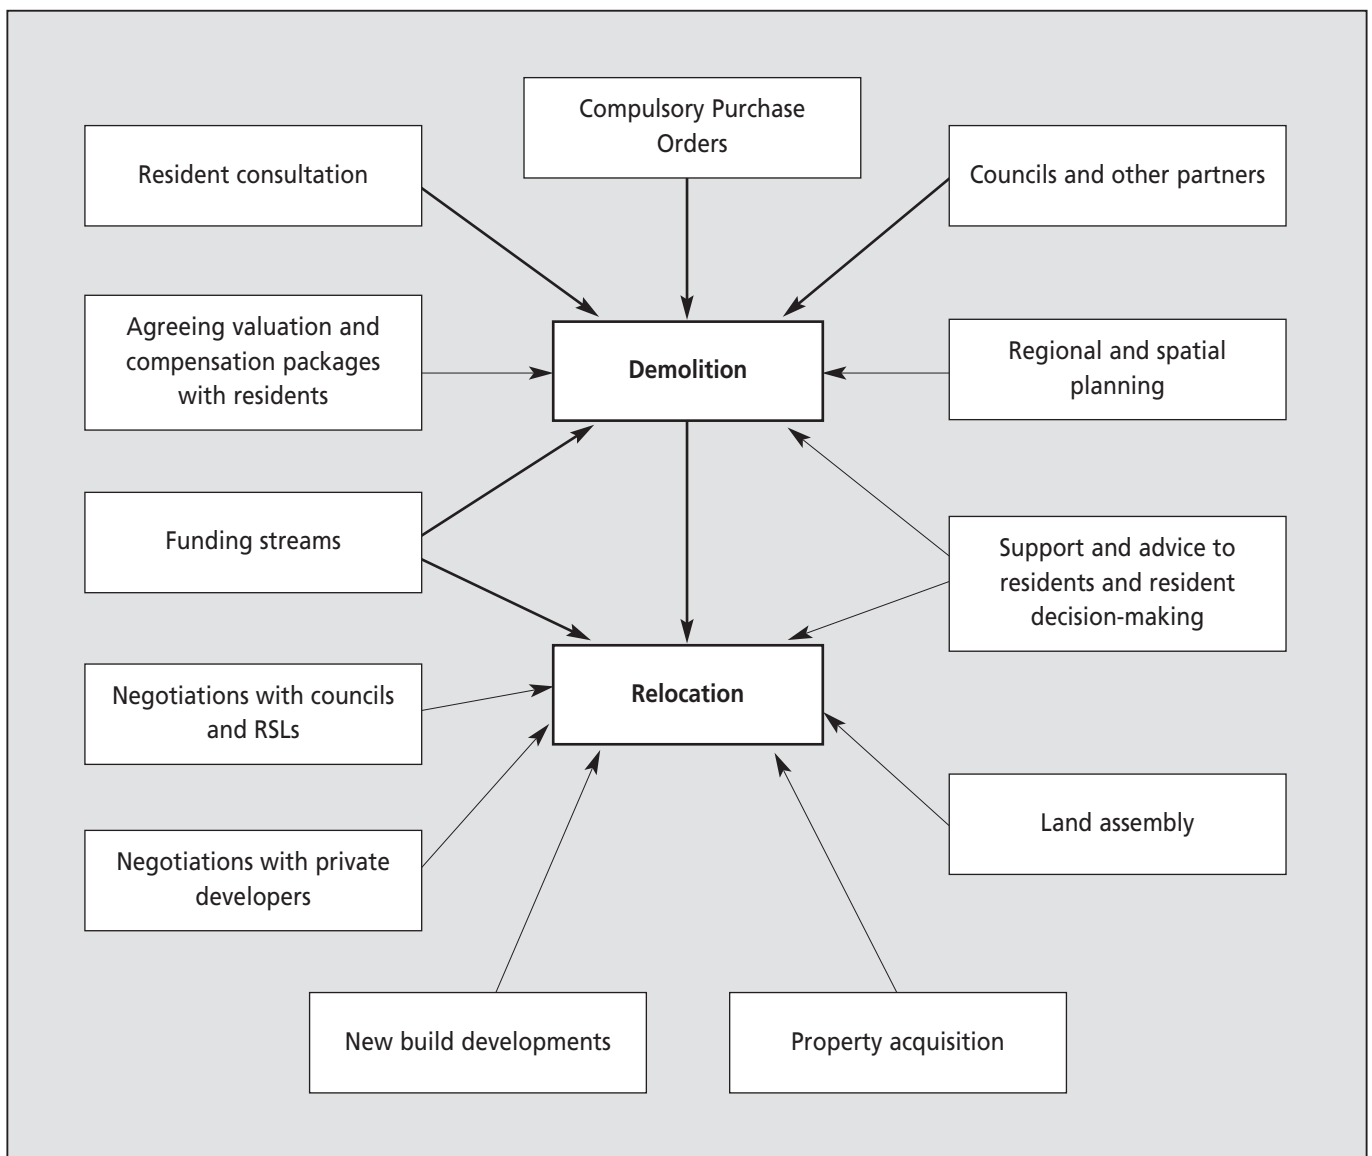 Compulsory Purchase
Orders
Resident consultation
Councils and other partners
Agreeing valuation and
compensation packages
with residents
Demolition
Regional and spatial
planning
Funding streams
Support and advice to
residents and resident
decision-making
Negotiations with councils
and RSLs
Relocation
Negotiations with private
developers
Land assembly
New build developments
Property acquisition